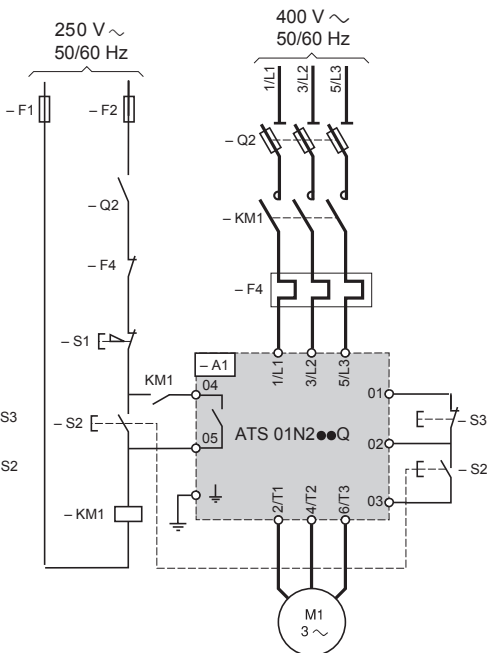 250 V ~
50/60 Hz
400 V ~
50/60 Hz
1/L1
3/L2
5/L3
– F1
– F2
– Q2
– Q2
– KM1
– F4
– F4
– S1
– A1
1/L1
3/L2
5/L3
KM1
04
01
S3
– S2
05
ATS 01N2●●Q
02
– S3
S2
– S2
– KM1
03
2/T1
4/T2
6/T3
M1
3 ~